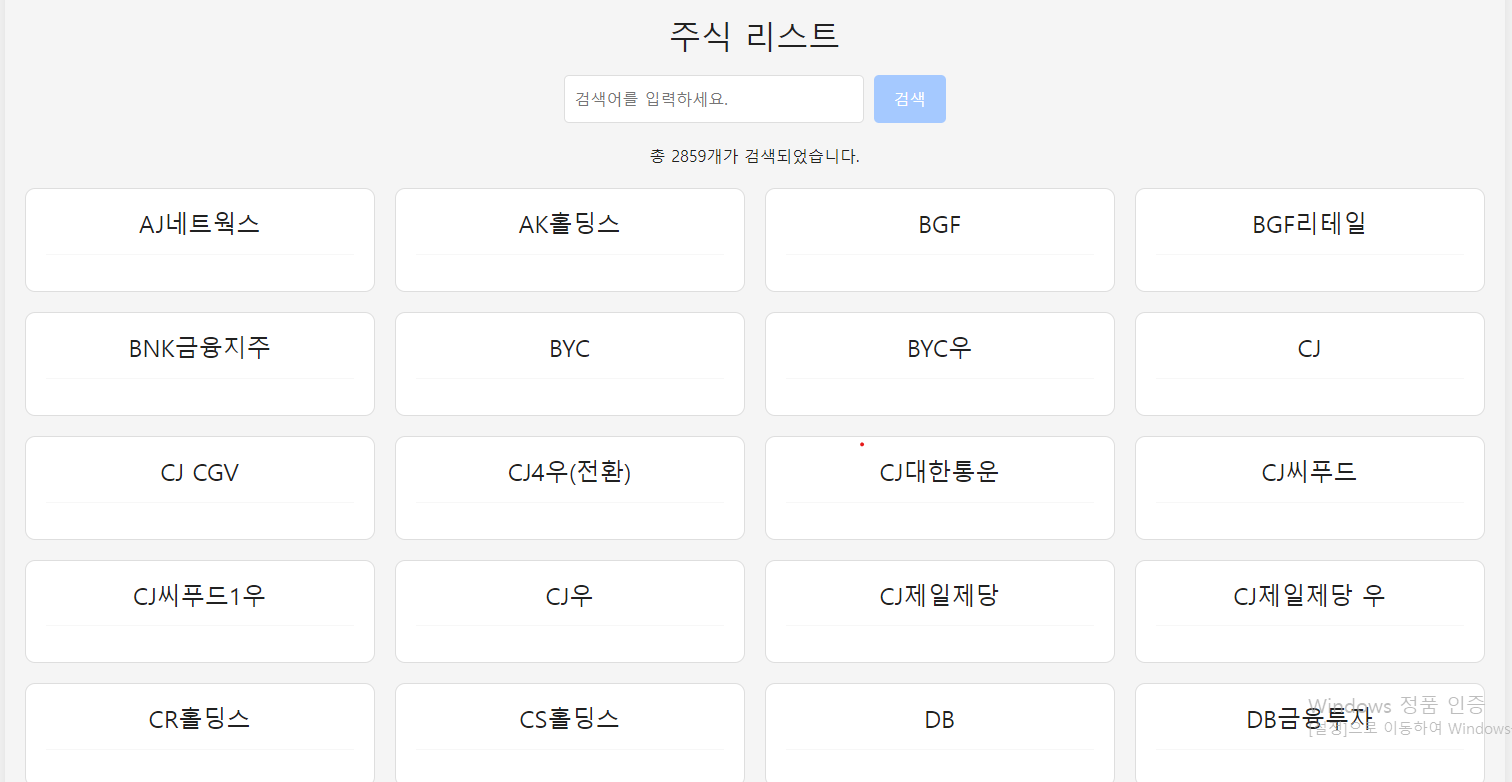 주식 리스트
검색어를 입력하세요.
검색
총 2859개가 검색되었습니다.
AJ네트웍스
AK홀딩스
BGF
BGF리테일
BNK금융지주
BYC
BYC우
CJ
CJ CGV
CJ4우(전환)
CJ대한통운
CJ씨푸드
CJ씨푸드1우
CJ우
CJ제일제당
CJ제일제당 우
CR홀딩스
CS홀딩스
DB
DB금융투자
Windows 정품 인증
[설정]으로 이동하여 Windows